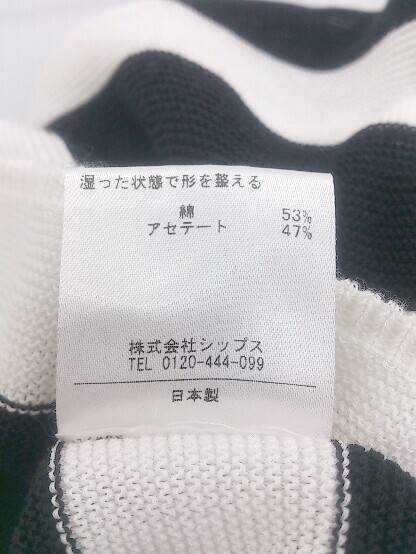 湿った状態で形を整える
綿 53%
アセテート 47%
株式会社シップス
TEL 0120-444-099
日本製